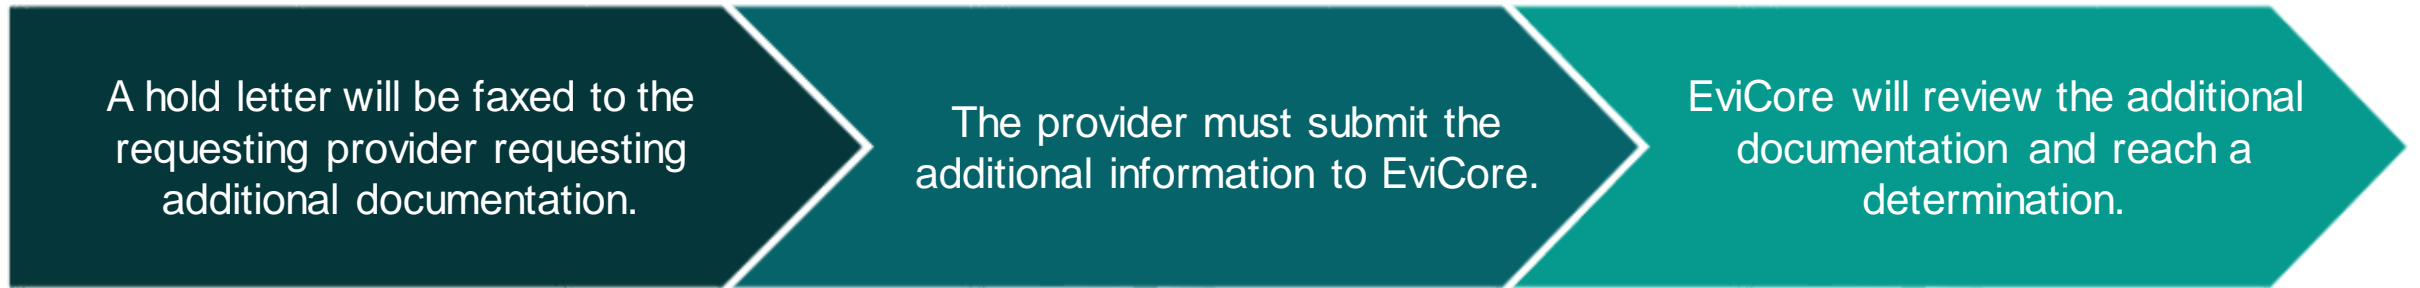 A hold letter will be faxed to the
requesting provider requesting
additional documentation.
The provider must submit the
additional information to EviCore.
EviCore will review the additional
documentation and reach a
determination.